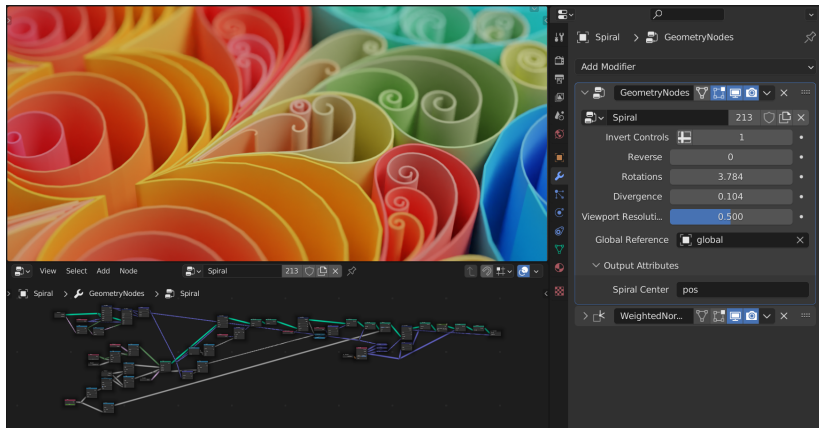 Spiral > GeometryNodes
Add Modifier
GeometryNodes
Spiral 213
Invert Controls 1
Reverse 0
Rotations 3.784
Divergence 0.104
Viewport Resoluti... 0.500
Global Reference global
Output Attributes
Spiral Center pos
WeightedNor...
View Select Add Node Spiral 213
Spiral > GeometryNodes > Spiral